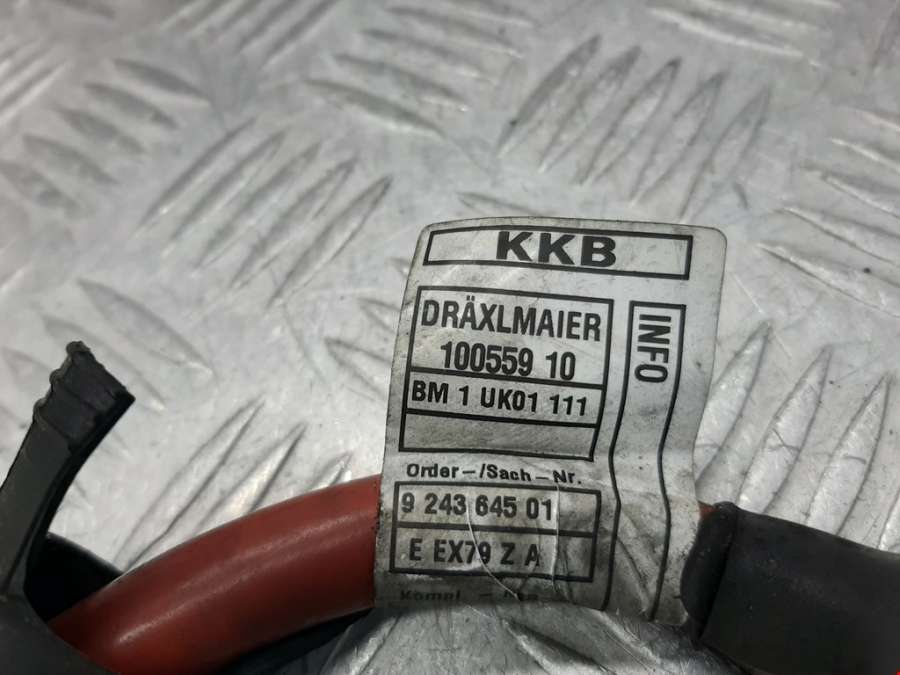 KKB
DRÄXLMAIER
100559 10
BM 1 UK01 111
INFO
Order-/Sach-Nr.
9 243 645 01
E EX79 Z A